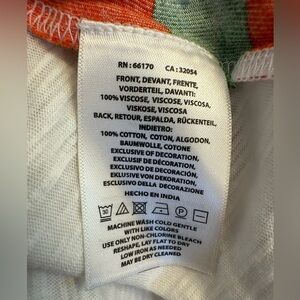 RN : 66170 CA : 32054
FRONT, DEVANT, FRENTE,
VORDERTEIL, DAVANTI:
100% VISCOSE, VISCOSE, VISCOSA,
VISKOSE, VISCOSA
BACK, RETOUR, ESPALDA, RÜCKENTEIL,
INDIETRO:
100% COTTON, COTON, ALGODON,
BAUMWOLLE, COTONE
EXCLUSIVE OF DECORATION,
EXCLUSIF DE DÉCORATION,
EXCLUSIVO DE DECORACIÓN,
EKLUSIVE VON DEKORATION,
ESCLUSIVO DELLA DECORAZIONE
HECHO EN INDIA
30
P
MACHINE WASH COLD GENTLE
WITH LIKE COLORS
USE ONLY NON-CHLORINE BLEACH
RESHAPE, LAY FLAT TO DRY
LOW IRON AS NEEDED
MAY BE DRY CLEANED